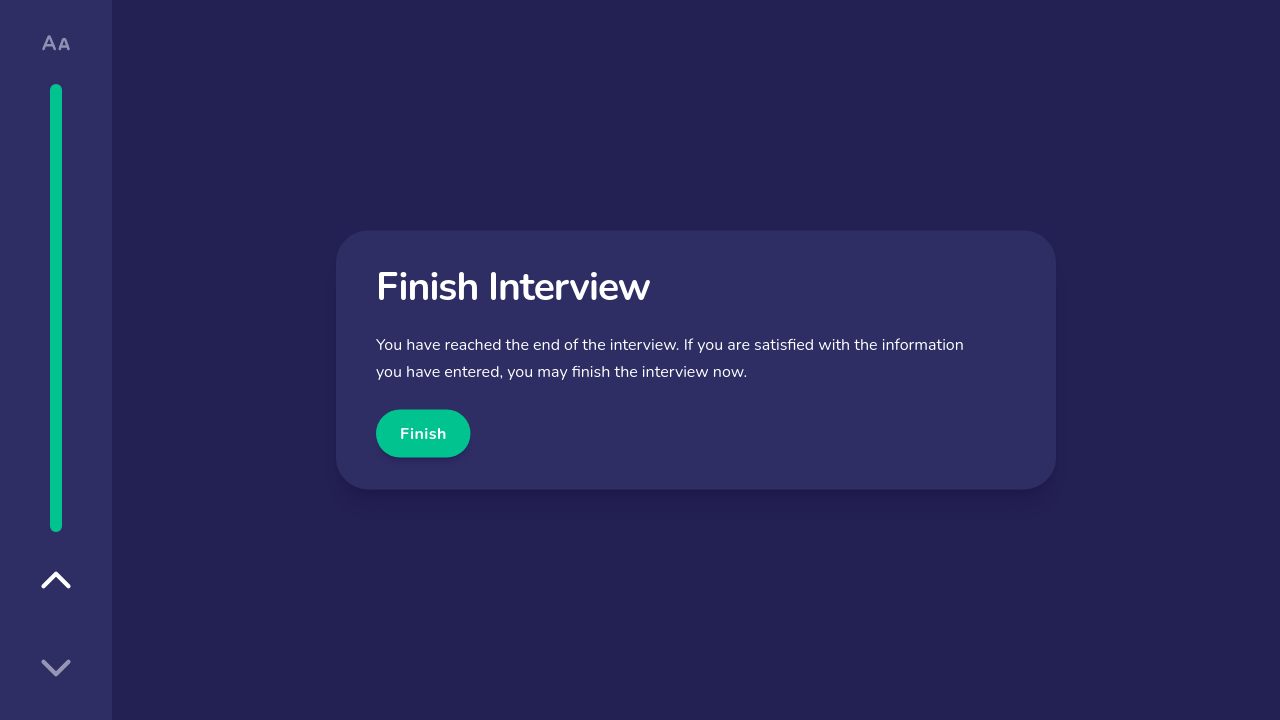 AA
Finish Interview
You have reached the end of the interview. If you are satisfied with the information
you have entered, you may finish the interview now.
Finish